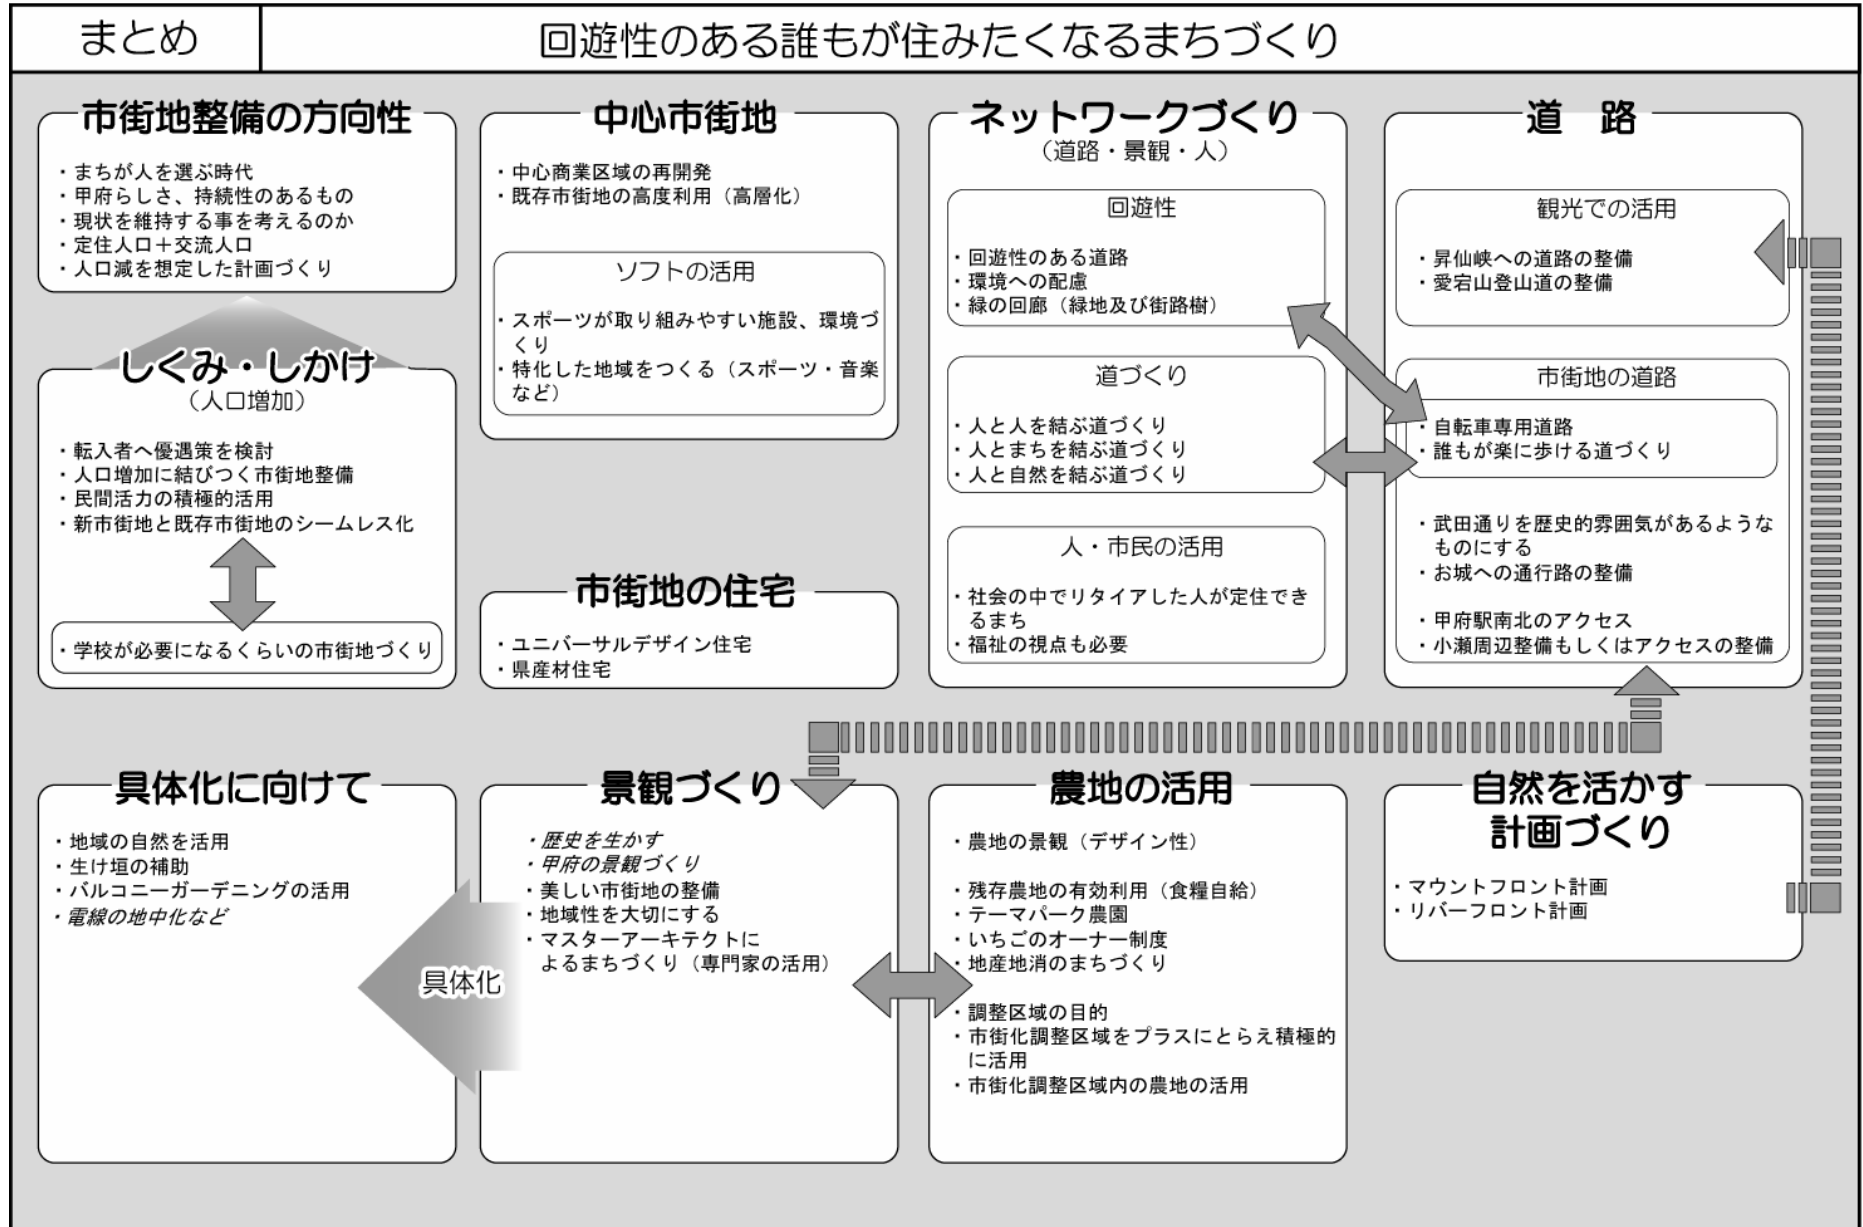 まとめ
回遊性のある誰もが住みたくなるまちづくり
市街地整備の方向性
・まちが人を選ぶ時代
・甲府らしさ、持続性のあるもの
・現状を維持する事を考えるのか
・定住人口＋交流人口
・人口減を想定した計画づくり
しくみ・しかけ
（人口増加）
・転入者へ優遇策を検討
・人口増加に結びつく市街地整備
・民間活力の積極的活用
・新市街地と既存市街地のシームレス化
・学校が必要になるくらいの市街地づくり
中心市街地
・中心商業区域の再開発
・既存市街地の高度利用（高層化）
ソフトの活用
・スポーツが取り組みやすい施設、環境づ
くり
・特化した地域をつくる（スポーツ・音楽
など）
市街地の住宅
・ユニバーサルデザイン住宅
・県産材住宅
ネットワークづくり
（道路・景観・人）
回遊性
・回遊性のある道路
・環境への配慮
・緑の回廊（緑地及び街路樹）
道づくり
・人と人を結ぶ道づくり
・人とまちを結ぶ道づくり
・人と自然を結ぶ道づくり
人・市民の活用
・社会の中でリタイアした人が定住でき
るまち
・福祉の視点も必要
道　路
観光での活用
・昇仙峡への道路の整備
・愛宕山登山道の整備
市街地の道路
・自転車専用道路
・誰もが楽に歩ける道づくり
・武田通りを歴史的雰囲気があるような
ものにする
・お城への通行路の整備
・甲府駅南北のアクセス
・小瀬周辺整備もしくはアクセスの整備
具体化に向けて
・地域の自然を活用
・生け垣の補助
・バルコニーガーデニングの活用
・電線の地中化など
具体化
景観づくり
・歴史を生かす
・甲府の景観づくり
・美しい市街地の整備
・地域性を大切にする
・マスターアーキテクトに
よるまちづくり（専門家の活用）
農地の活用
・農地の景観（デザイン性）
・残存農地の有効利用（食糧自給）
・テーマパーク農園
・いちごのオーナー制度
・地産地消のまちづくり
・調整区域の目的
・市街化調整区域をプラスにとらえ積極的
に活用
・市街化調整区域内の農地の活用
自然を活かす
計画づくり
・マウントフロント計画
・リバーフロント計画